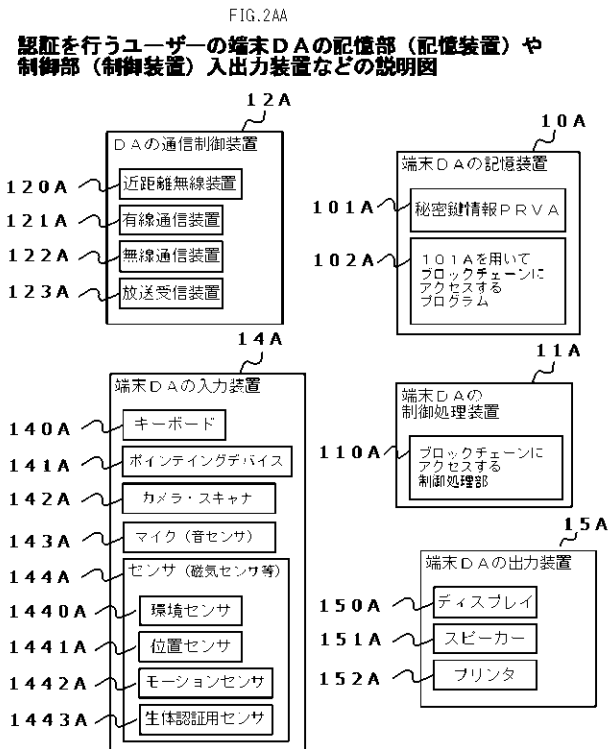 FIG.2AA
認証を行うユーザーの端末DAの記憶部（記憶装置）や
制御部（制御装置）入出力装置などの説明図
12A
DAの通信制御装置
120A
近距離無線装置
121A
有線通信装置
122A
無線通信装置
123A
放送受信装置
10A
端末DAの記憶装置
101A
秘密鍵情報PRVA
102A
101Aを用いて
ブロックチェーンに
アクセスする
プログラム
14A
端末DAの入力装置
140A
キーボード
141A
ポインティングデバイス
142A
カメラ・スキャナ
143A
マイク（音センサ）
144A
センサ（磁気センサ等）
1440A
環境センサ
1441A
位置センサ
1442A
モーションセンサ
1443A
生体認証用センサ
11A
端末DAの
制御処理装置
110A
ブロックチェーンに
アクセスする
制御処理部
15A
端末DAの出力装置
150A
ディスプレイ
151A
スピーカー
152A
プリンタ